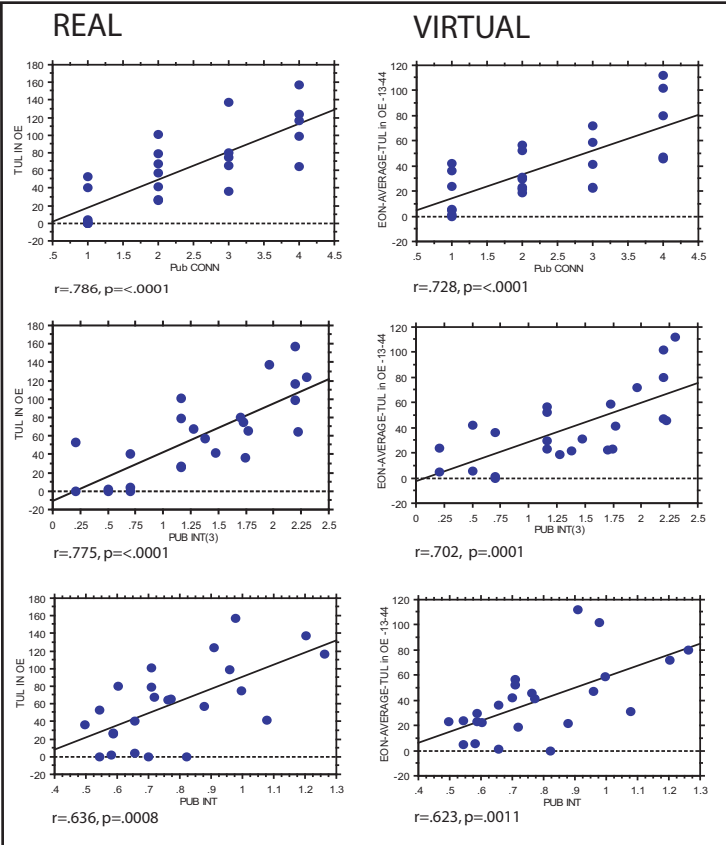 REAL
VIRTUAL
180
160
140
120
100
80
60
40
20
0
-20
TUL IN OE
.5 1 1.5 2 2.5 3 3.5 4 4.5
Pub CONN
r=.786, p=<.0001
120
100
80
60
40
20
0
-20
EON-AVERAGE-TUL in OE -13-44
.5 1 1.5 2 2.5 3 3.5 4 4.5
Pub CONN
r=.728, p=<.0001
180
160
140
120
100
80
60
40
20
0
-20
TUL IN OE
0 .25 .5 .75 1 1.25 1.5 1.75 2 2.25 2.5
PUB INT(3)
r=.775, p=<.0001
120
100
80
60
40
20
0
-20
EON-AVERAGE-TUL in OE -13-44
0 .25 .5 .75 1 1.25 1.5 1.75 2 2.25 2.5
PUB INT(3)
r=.702, p=.0001
180
160
140
120
100
80
60
40
20
0
-20
TUL IN OE
.4 .5 .6 .7 .8 .9 1 1.1 1.2 1.3
PUB INT
r=.636, p=.0008
120
100
80
60
40
20
0
-20
EON-AVERAGE-TUL in OE -13-44
.4 .5 .6 .7 .8 .9 1 1.1 1.2 1.3
PUB INT
r=.623, p=.0011